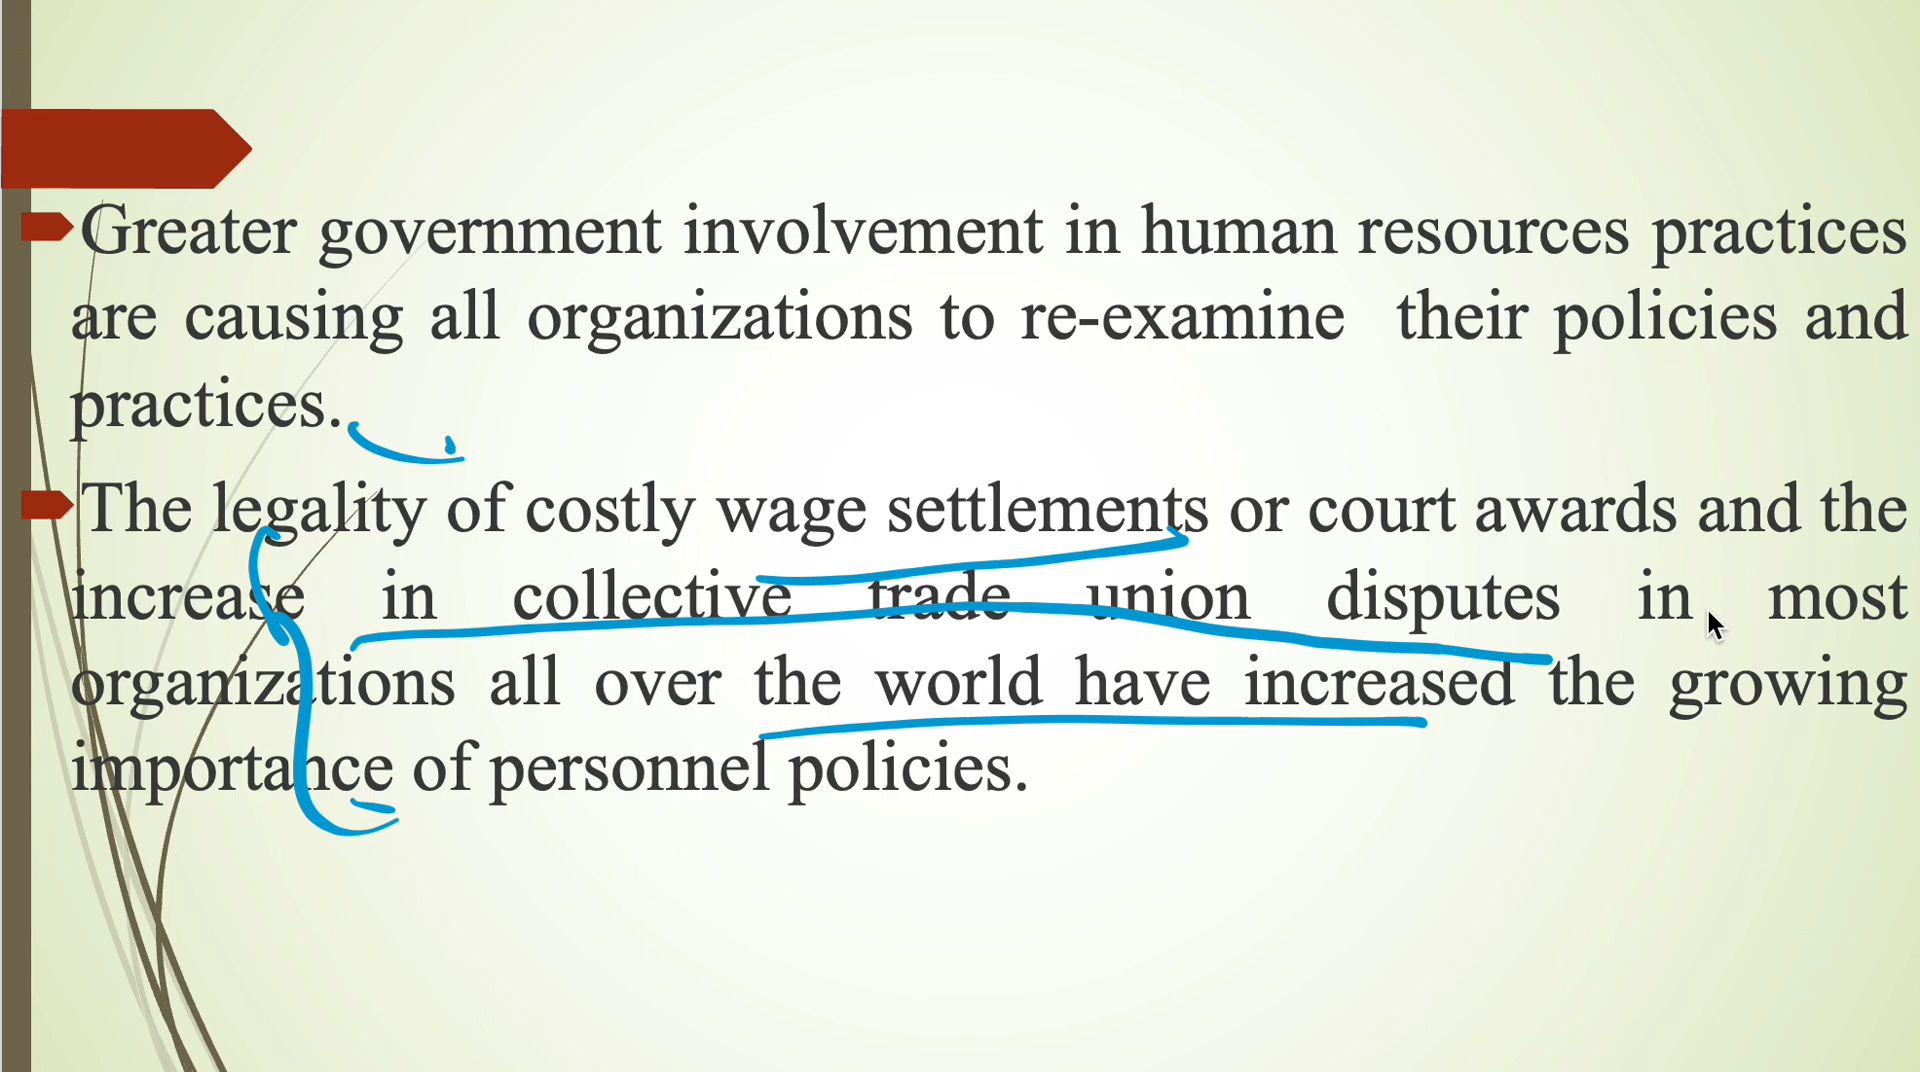 Greater government involvement in human resources practices
are causing all organizations to re-examine their policies and
practices.
The legality of costly wage settlements or court awards and the
increase in collective trade union disputes in most
organizations all over the world have increased the growing
importance of personnel policies.